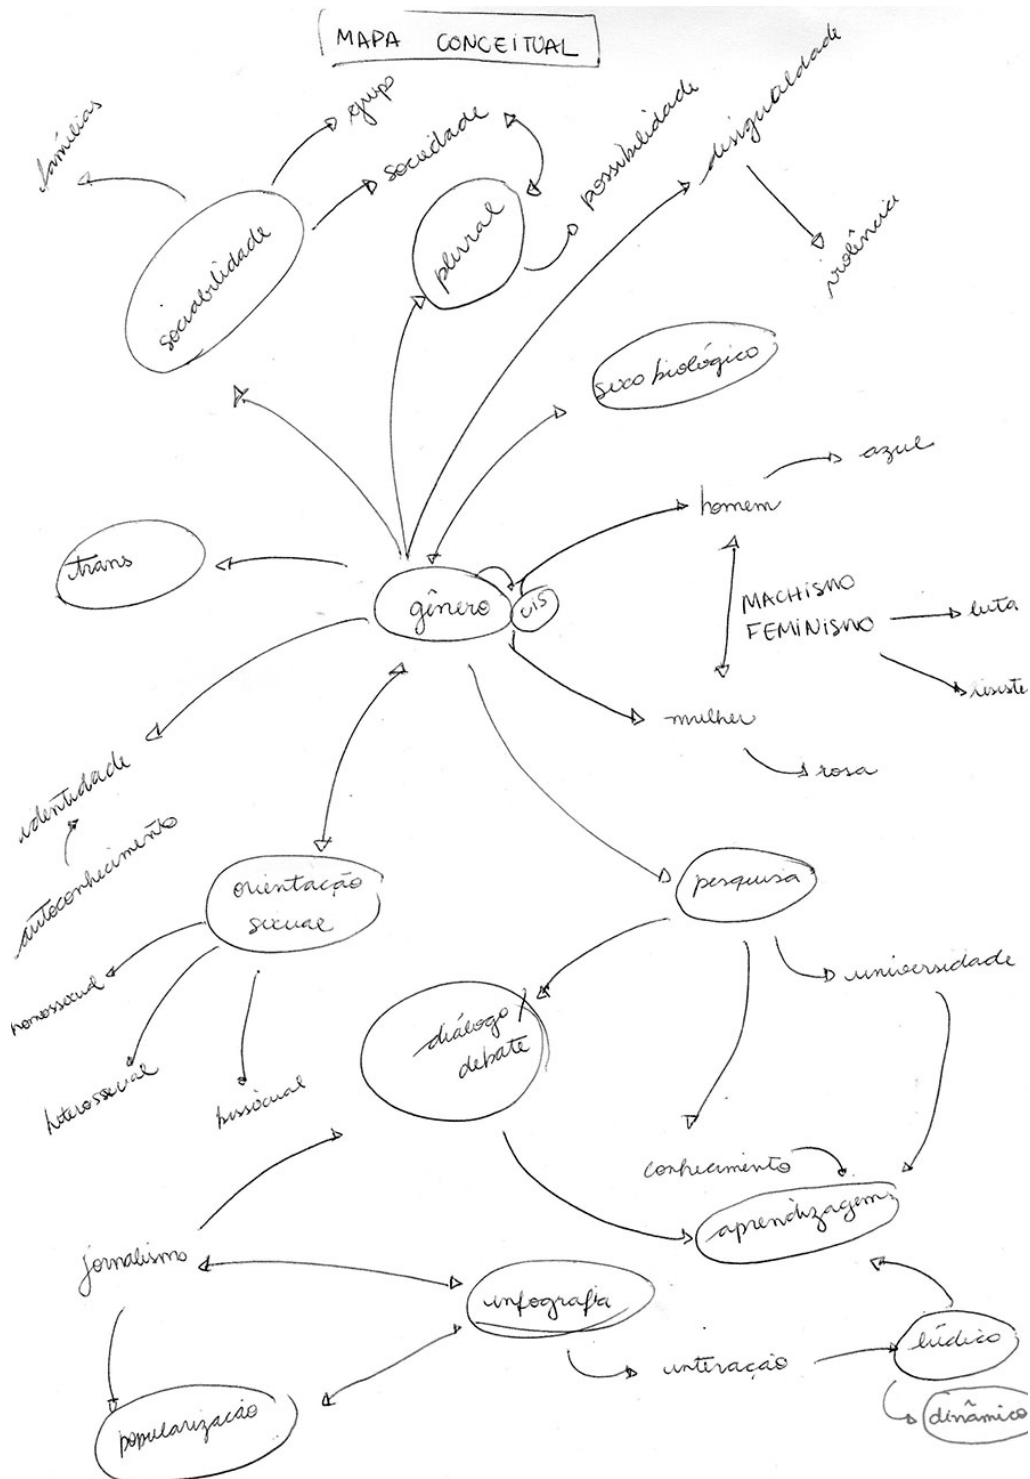 MAPA CONCEITUAL
famílias
grupo
sociedade
possibilidade
desigualdade
violência
sociabilidade
plural
sexo biológico
azul
homem
trans
gênero
cis
MACHISMO
FEMINISMO
luta
mulher
rosa
identidade
autoconhecimento
orientação
sexual
pesquisa
homossexual
heterossexual
bissexual
universidade
diálogo /
debate
conhecimento
aprendizagem
jornalismo
infografia
lúdico
interação
popularização
dinâmico